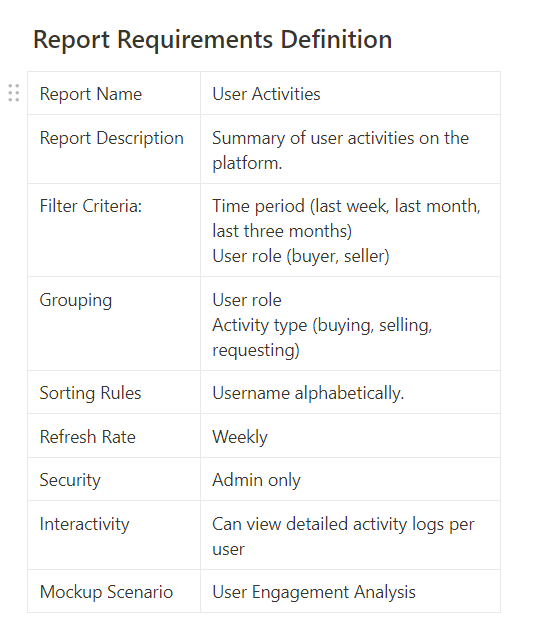 Report Requirements Definition
Report Name
User Activities
Report Description
Summary of user activities on the
platform.
Filter Criteria:
Time period (last week, last month,
last three months)
User role (buyer, seller)
Grouping
User role
Activity type (buying, selling,
requesting)
Sorting Rules
Username alphabetically.
Refresh Rate
Weekly
Security
Admin only
Interactivity
Can view detailed activity logs per
user
Mockup Scenario
User Engagement Analysis